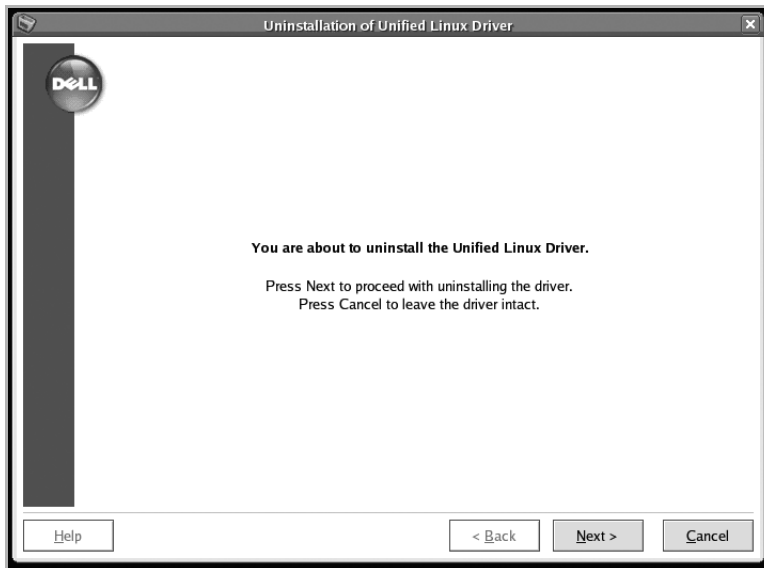 Uninstallation of Unified Linux Driver
DELL
You are about to uninstall the Unified Linux Driver.
Press Next to proceed with uninstalling the driver.
Press Cancel to leave the driver intact.
Help
< Back
Next >
Cancel